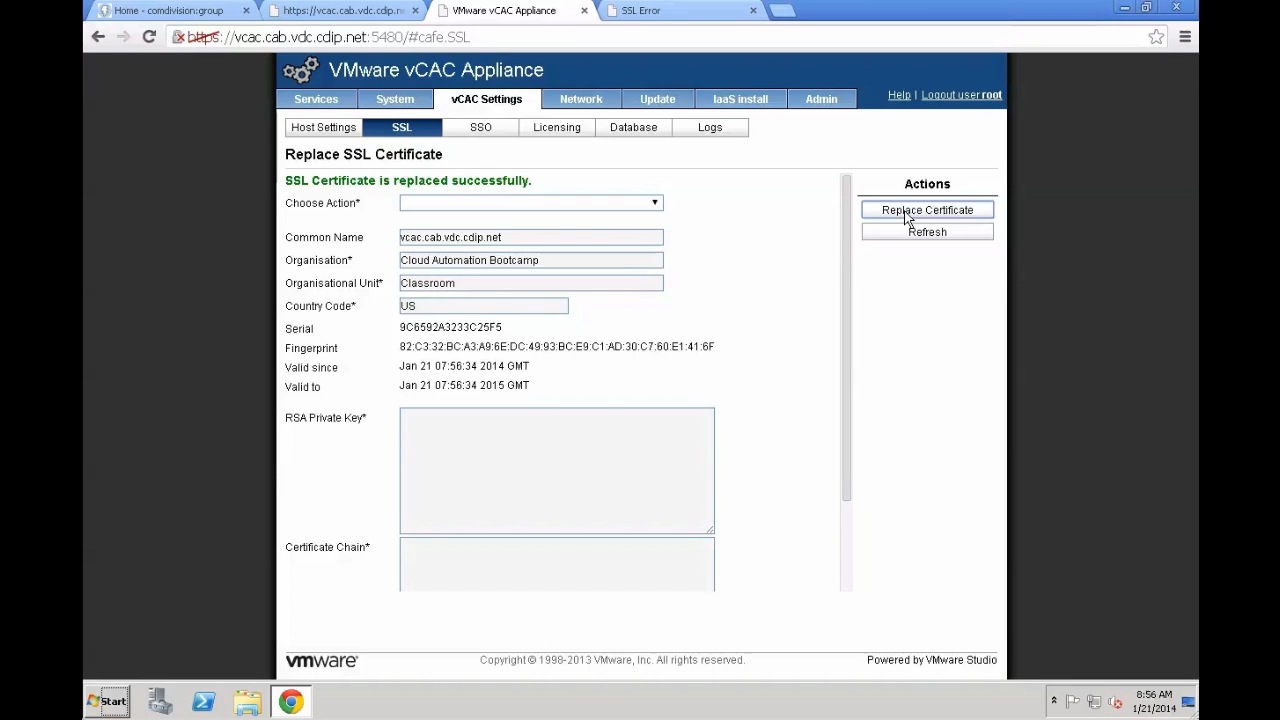 Home - comdivision:group × https://vcac.cab.vdc.cdip.ne × VMware vCAC Appliance × SSL Error ×
https://vcac.cab.vdc.cdip.net:5480/#cafe.SSL
VMware vCAC Appliance
Services System vCAC Settings Network Update IaaS install Admin Help | Logout user root
Host Settings SSL SSO Licensing Database Logs
Replace SSL Certificate
SSL Certificate is replaced successfully.
Choose Action*
Common Name vcac.cab.vdc.cdip.net
Organisation* Cloud Automation Bootcamp
Organisational Unit* Classroom
Country Code* US
Serial 9C6592A3233C25F5
Fingerprint 82:C3:32:BC:A3:A9:6E:DC:49:93:BC:E9:C1:AD:30:C7:60:E1:41:6F
Valid since Jan 21 07:56:34 2014 GMT
Valid to Jan 21 07:56:34 2015 GMT
RSA Private Key*
Certificate Chain*
Actions
Replace Certificate
Refresh
vmware Copyright © 1998-2013 VMware, Inc. All rights reserved. Powered by VMware Studio
Start
8:56 AM
1/21/2014